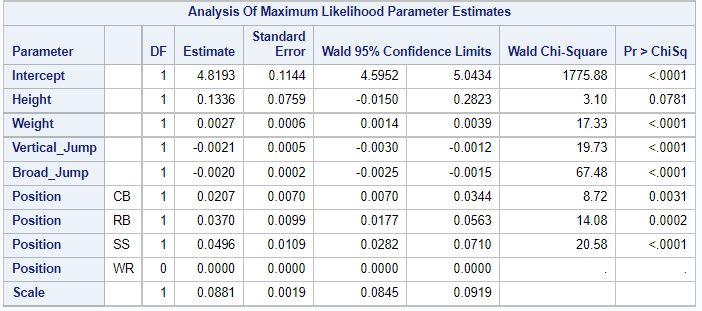 Analysis Of Maximum Likelihood Parameter Estimates
Parameter DF Estimate Standard Error Wald 95% Confidence Limits Wald Chi-Square Pr > ChiSq
Intercept 1 4.8193 0.1144 4.5952 5.0434 1775.88 <.0001
Height 1 0.1336 0.0759 -0.0150 0.2823 3.10 0.0781
Weight 1 0.0027 0.0006 0.0014 0.0039 17.33 <.0001
Vertical_Jump 1 -0.0021 0.0005 -0.0030 -0.0012 19.73 <.0001
Broad_Jump 1 -0.0020 0.0002 -0.0025 -0.0015 67.48 <.0001
Position CB 1 0.0207 0.0070 0.0070 0.0344 8.72 0.0031
Position RB 1 0.0370 0.0099 0.0177 0.0563 14.08 0.0002
Position SS 1 0.0496 0.0109 0.0282 0.0710 20.58 <.0001
Position WR 0 0.0000 0.0000 0.0000 0.0000 . .
Scale 1 0.0881 0.0019 0.0845 0.0919